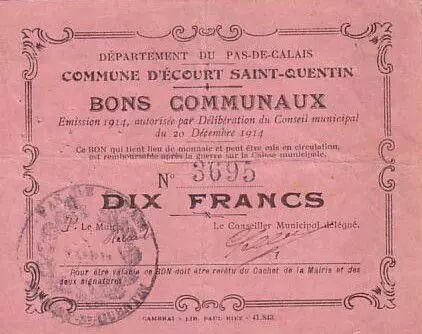 DÉPARTEMENT DU PAS-DE-CALAIS
COMMUNE D'ÉCOURT SAINT-QUENTIN
BONS COMMUNAUX
Emission 1914, autorisée par Délibération du Conseil municipal
du 20 Décembre 1914
Ce BON qui tient lieu de monnaie et peut être mis en circulation,
est remboursable après la guerre sur la Caisse municipale.
N° 3695
DIX FRANCS
Le Maire Le Conseiller Municipal délégué,
Pour être valable ce BON doit être revêtu du Cachet de la Mairie et des
deux signatures
CAMBRAI - LIB. PAUL
QUENTIN